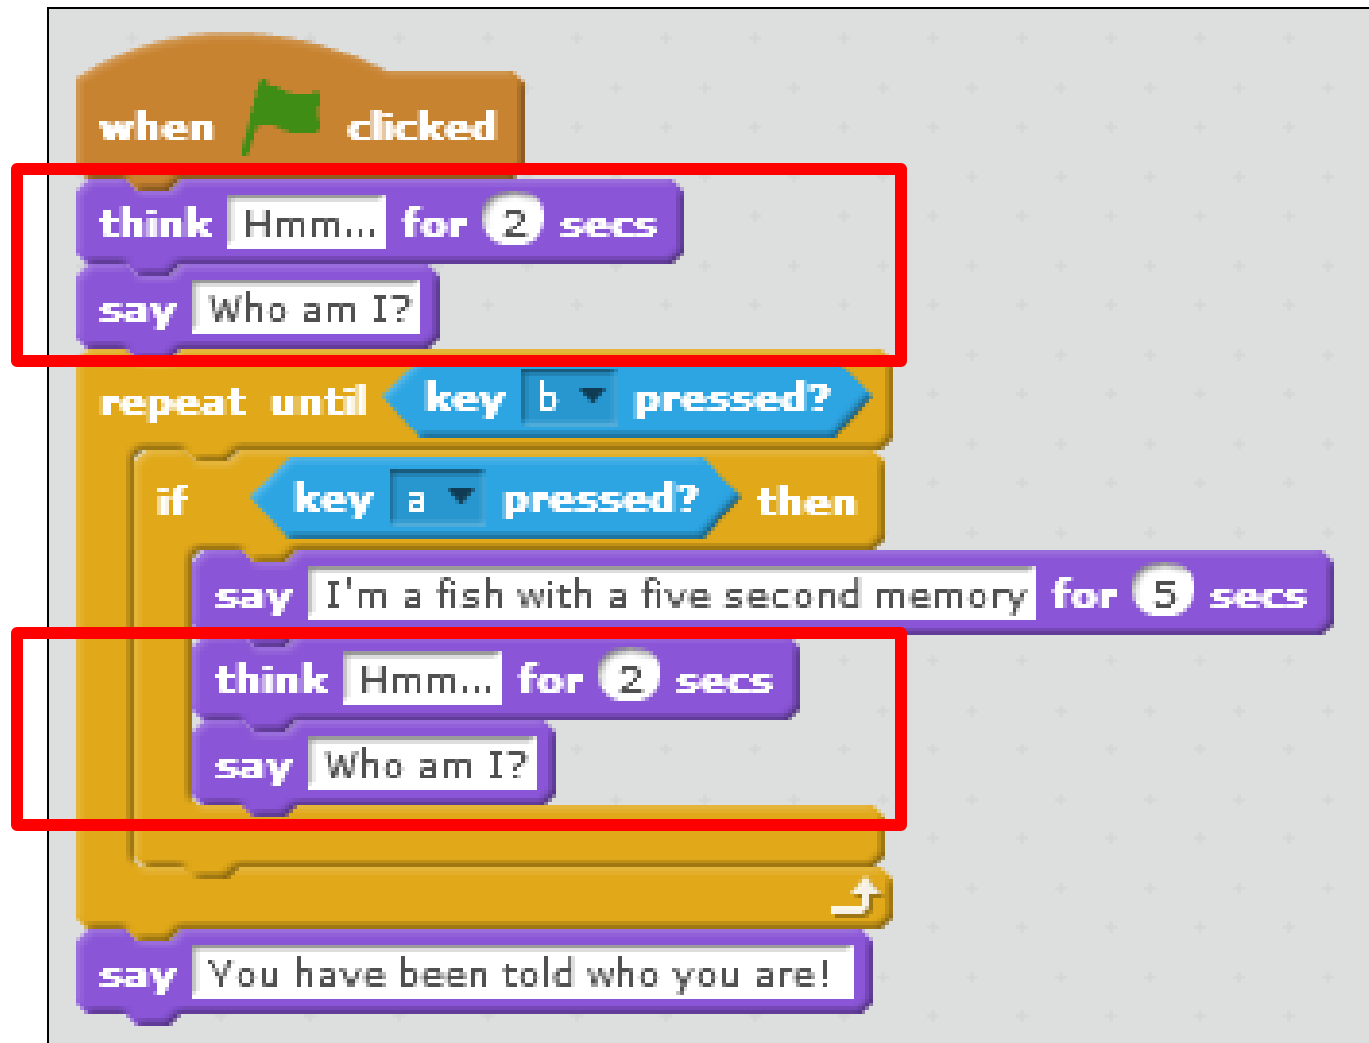 when clicked
think Hmm... for 2 secs
say Who am I?
repeat until key b pressed?
if key a pressed? then
say I'm a fish with a five second memory for 5 secs
think Hmm... for 2 secs
say Who am I?
say You have been told who you are!